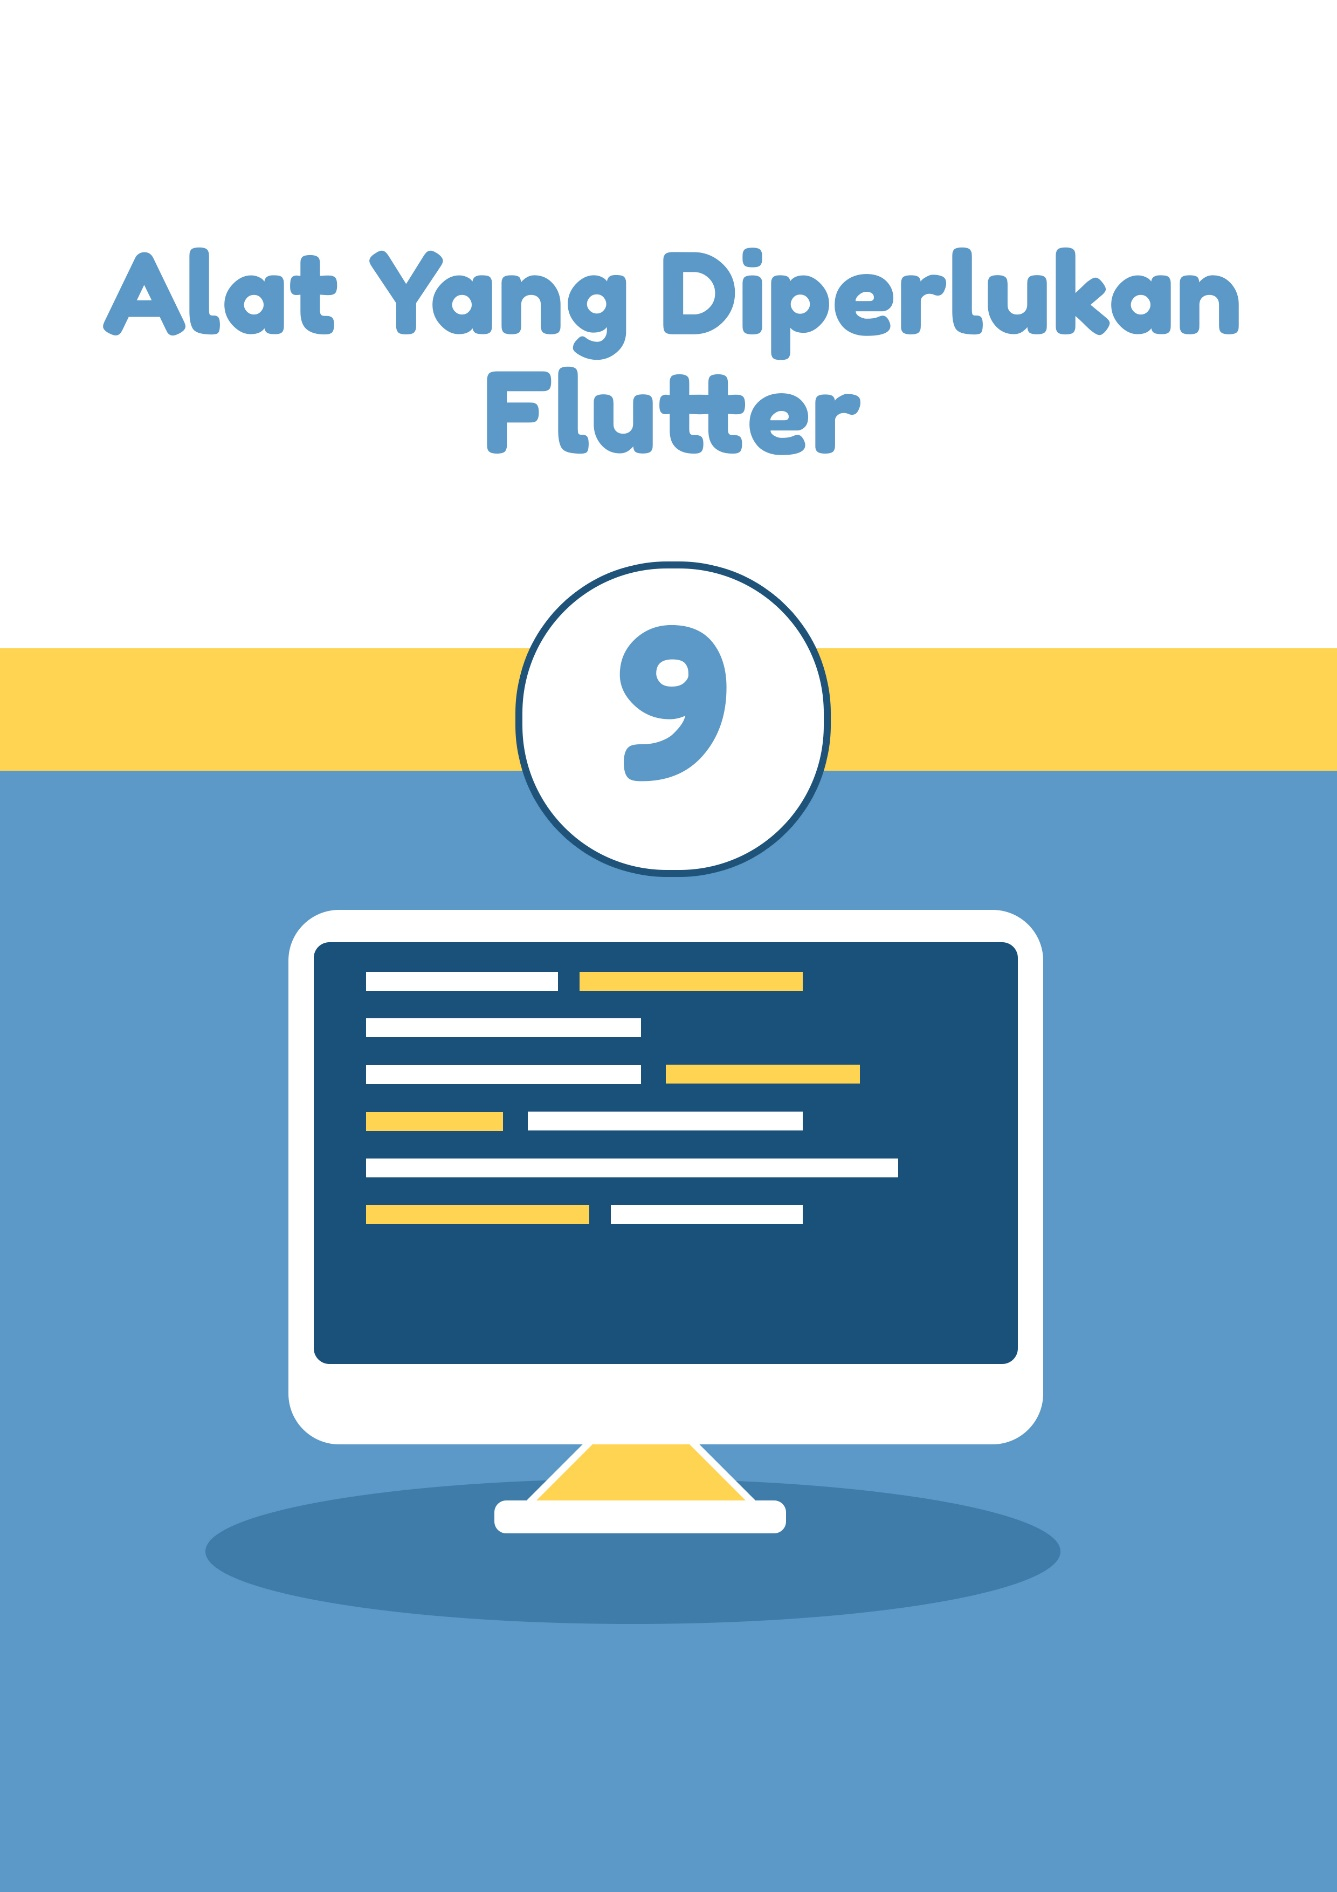 Alat Yang Diperlukan
Flutter
9